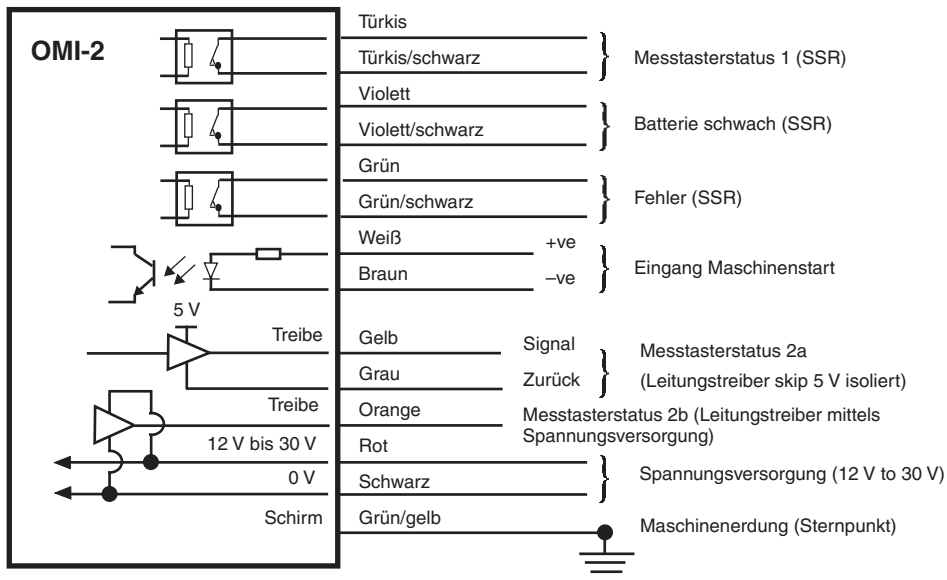 OMI-2
Türkis
Türkis/schwarz
Messtasterstatus 1 (SSR)
Violett
Violett/schwarz
Batterie schwach (SSR)
Grün
Grün/schwarz
Fehler (SSR)
Weiß
+ve
Braun
–ve
Eingang Maschinenstart
5 V
Treibe
Gelb
Signal
Messtasterstatus 2a
Grau
Zurück
(Leitungstreiber skip 5 V isoliert)
Treibe
Orange
Messtasterstatus 2b (Leitungstreiber mittels
Spannungsversorgung)
12 V bis 30 V
Rot
0 V
Schwarz
Spannungsversorgung (12 V to 30 V)
Schirm
Grün/gelb
Maschinenerdung (Sternpunkt)